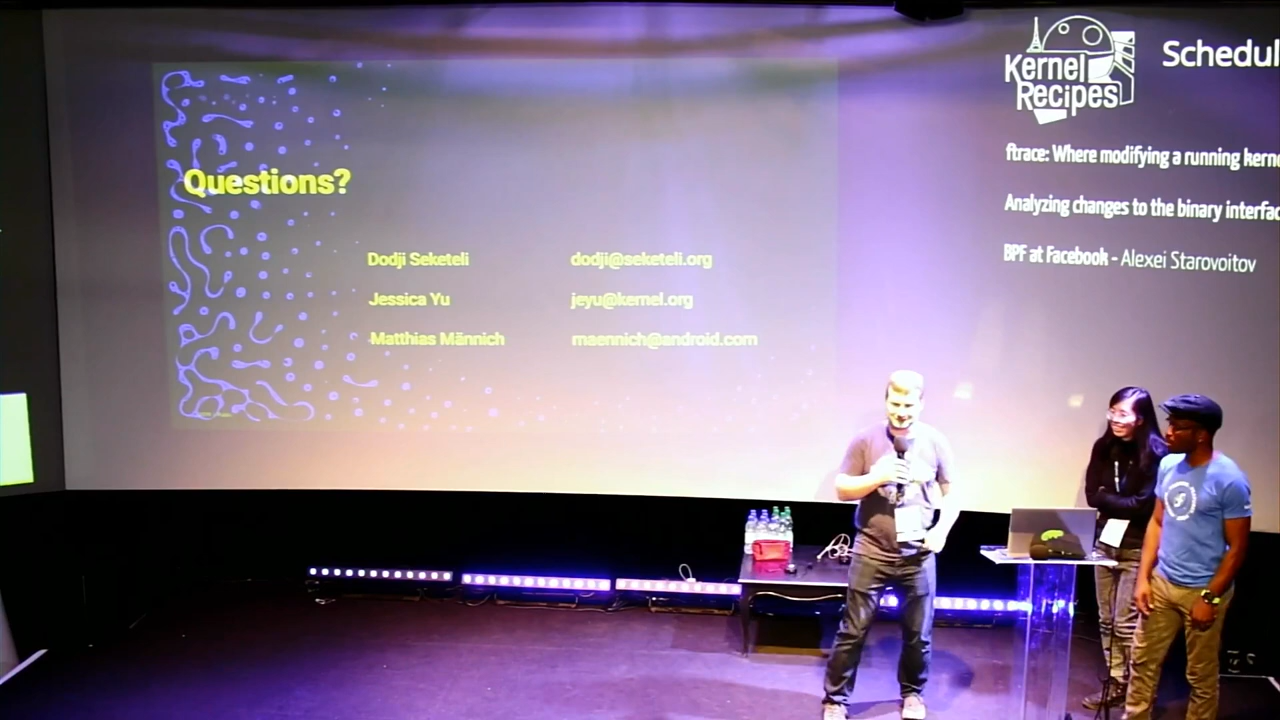 Questions?
Dodji Seketeli dodji@seketeli.org
Jessica Yu jeyu@kernel.org
Matthias Männich maennich@android.com
Kernel
Recipes
Schedul
ftrace: Where modifying a running kerne
Analyzing changes to the binary interfac
BPF at Facebook - Alexei Starovoitov